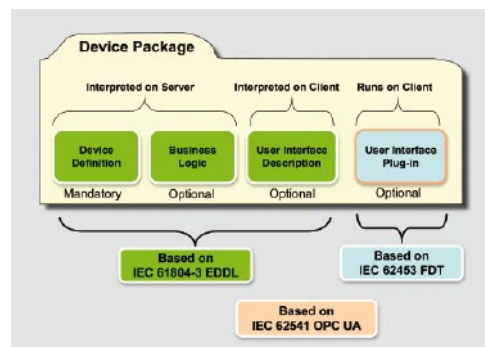 Device Package
Interpreted on Server
Interpreted on Client
Runs on Client
Device
Definition
Business
Logic
User Interface
Description
User Interface
Plug-in
Mandatory
Optional
Optional
Optional
Based on
IEC 61804-3 EDDL
Based on
IEC 62453 FDT
Based on
IEC 62541 OPC UA